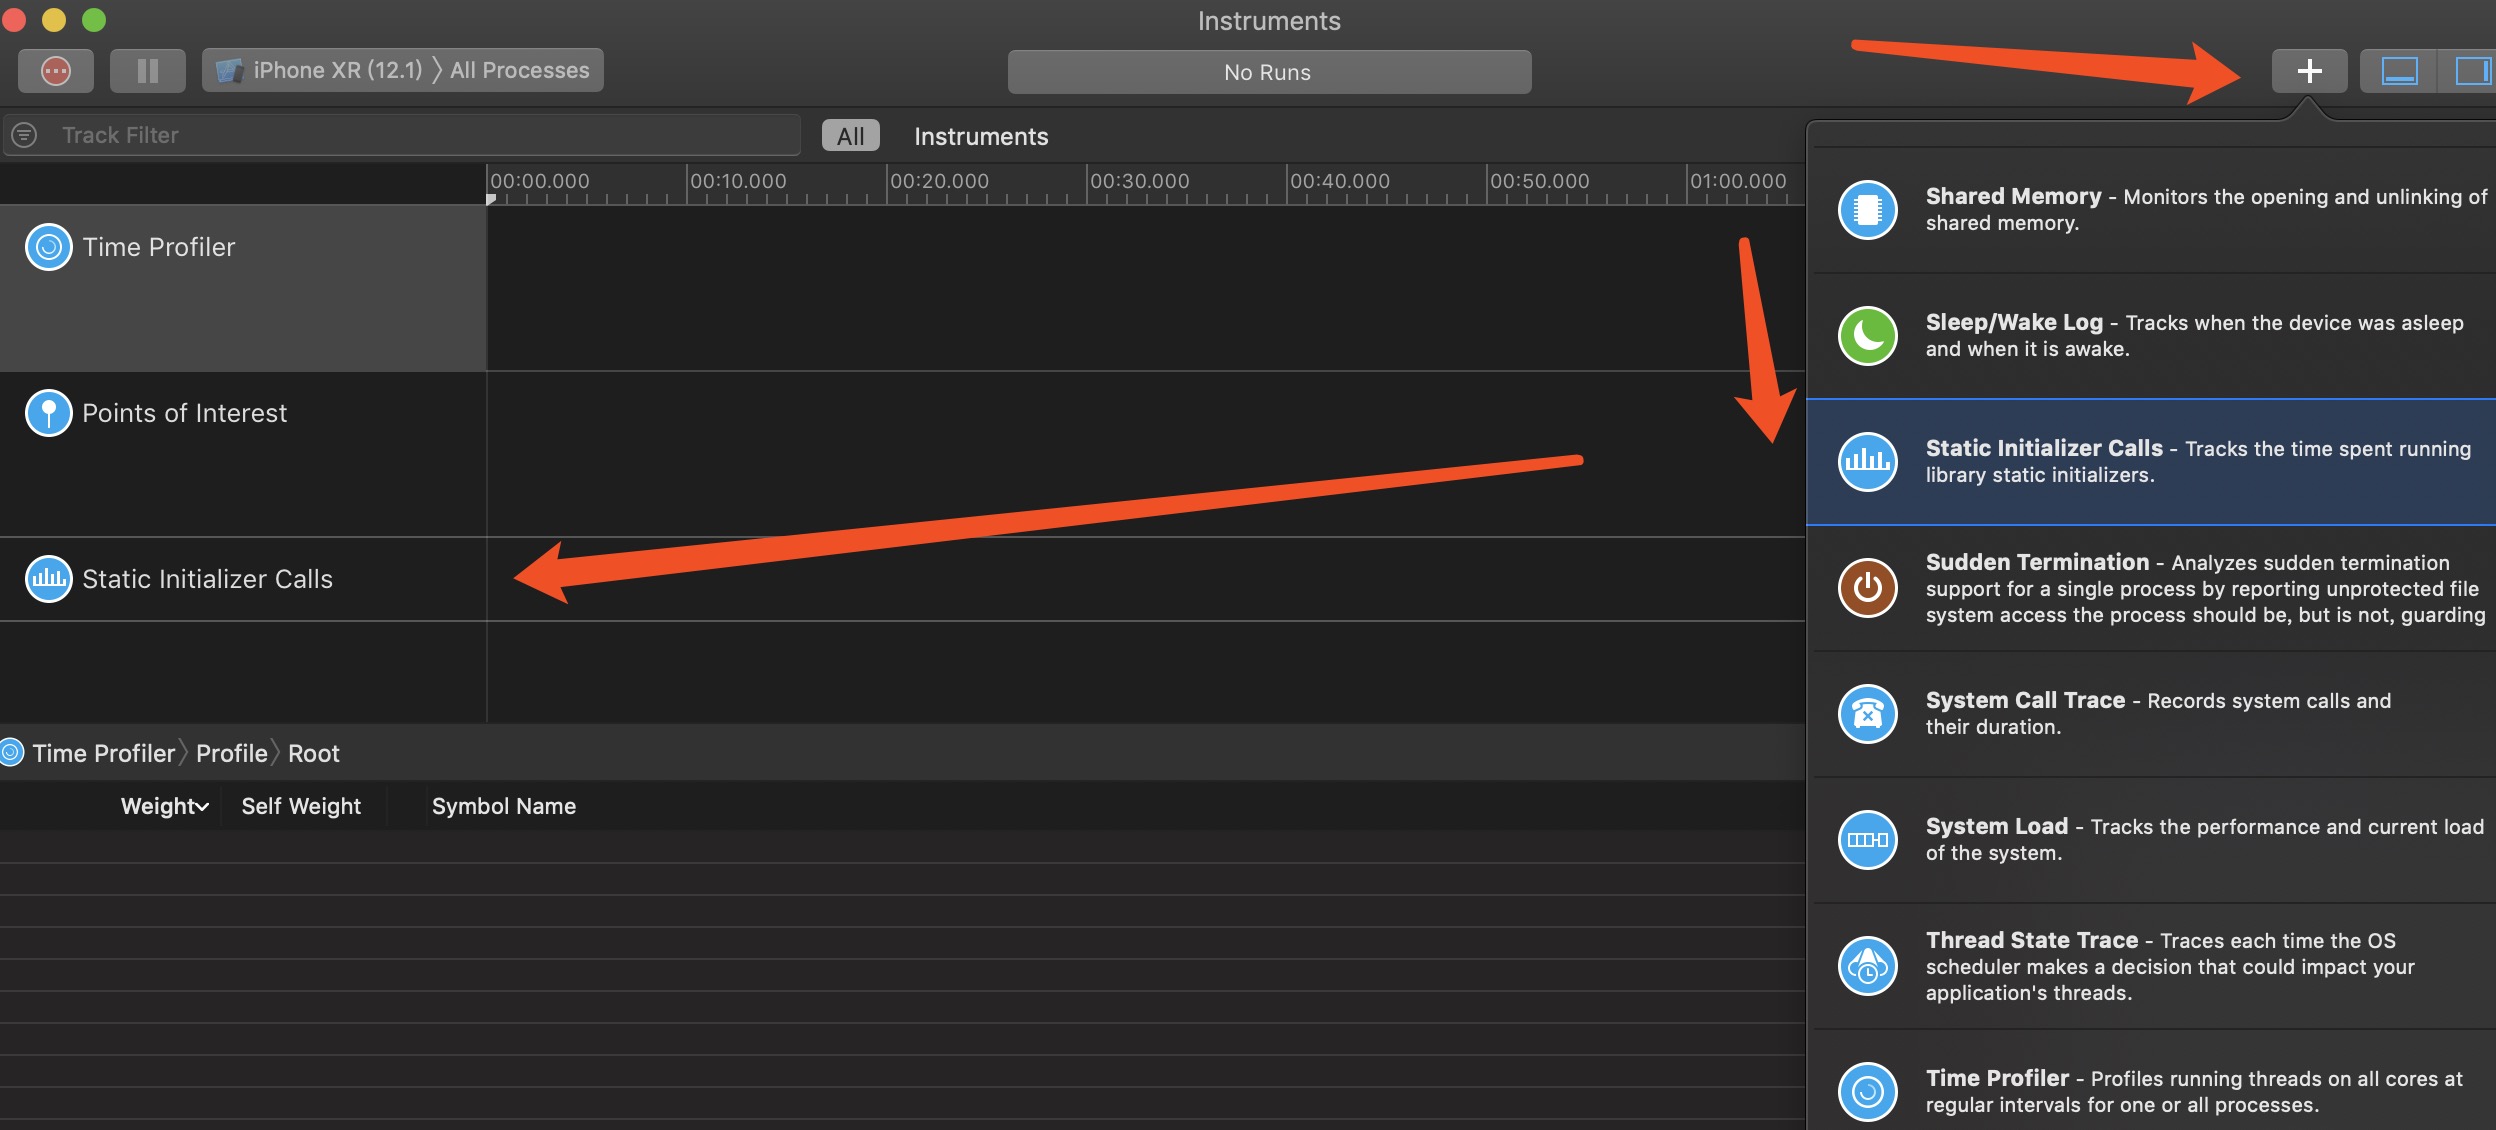 Instruments
iPhone XR (12.1) 〉 All Processes
No Runs
Track Filter
All
Instruments
00:00.000
00:10.000
00:20.000
00:30.000
00:40.000
00:50.000
01:00.000
Time Profiler
Points of Interest
Static Initializer Calls
Time Profiler 〉 Profile 〉 Root
Weight
Self Weight
Symbol Name
Shared Memory - Monitors the opening and unlinking of
shared memory.
Sleep/Wake Log - Tracks when the device was asleep
and when it is awake.
Static Initializer Calls - Tracks the time spent running
library static initializers.
Sudden Termination - Analyzes sudden termination
support for a single process by reporting unprotected file
system access the process should be, but is not, guarding
System Call Trace - Records system calls and
their duration.
System Load - Tracks the performance and current load
of the system.
Thread State Trace - Traces each time the OS
scheduler makes a decision that could impact your
application's threads.
Time Profiler - Profiles running threads on all cores at
regular intervals for one or all processes.